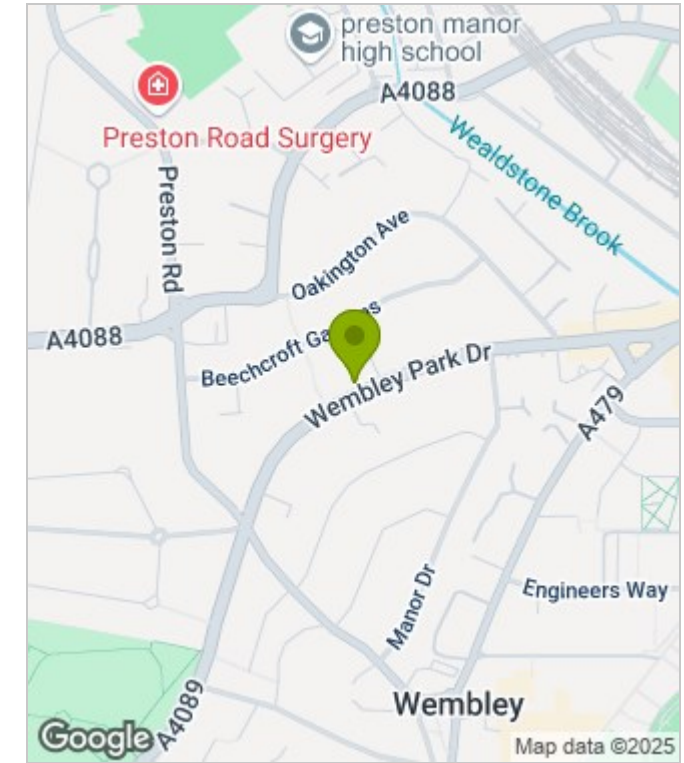 preston manor
high school
A4088
Preston Road Surgery
Wealdstone Brook
Preston Rd
Oakington Ave
A4088
Beechcroft Ga   s
Wembley Park Dr
A479
Engineers Way
Manor Dr
Wembley
A4089
Google
Map data ©2025